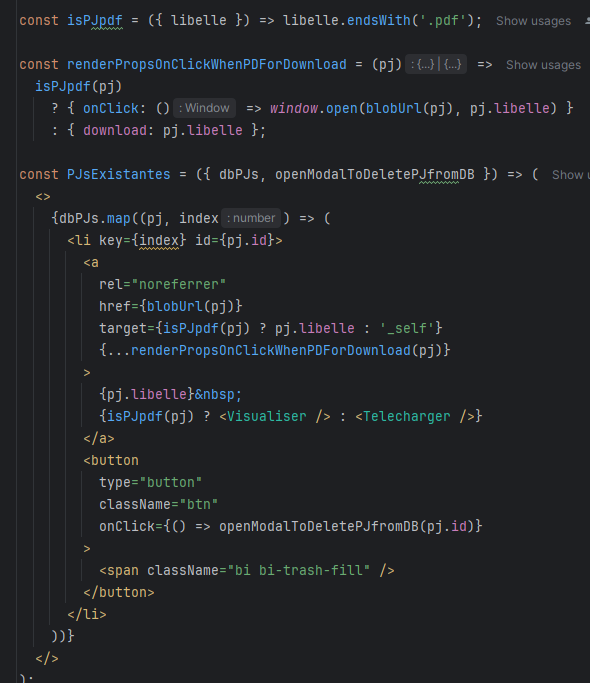 const isPJpdf = ({ libelle }) => libelle.endsWith('.pdf'); Show usages
const renderPropsOnClickWhenPDFForDownload = (pj) : {...} | {...} => Show usages
isPJpdf(pj)
? { onClick: () : Window => window.open(blobUrl(pj), pj.libelle) }
: { download: pj.libelle };
const PJsExistantes = ({ dbPJs, openModalToDeletePJfromDB }) => ( Show u
<>
{dbPJs.map((pj, index : number ) => (
<li key={index} id={pj.id}>
<a
rel="noreferrer"
href={blobUrl(pj)}
target={isPJpdf(pj) ? pj.libelle : '_self'}
{...renderPropsOnClickWhenPDFForDownload(pj)}
>
{pj.libelle}&nbsp;
{isPJpdf(pj) ? <Visualiser /> : <Telecharger />}
</a>
<button
type="button"
className="btn"
onClick={() => openModalToDeletePJfromDB(pj.id)}
>
<span className="bi bi-trash-fill" />
</button>
</li>
))}
</>
);